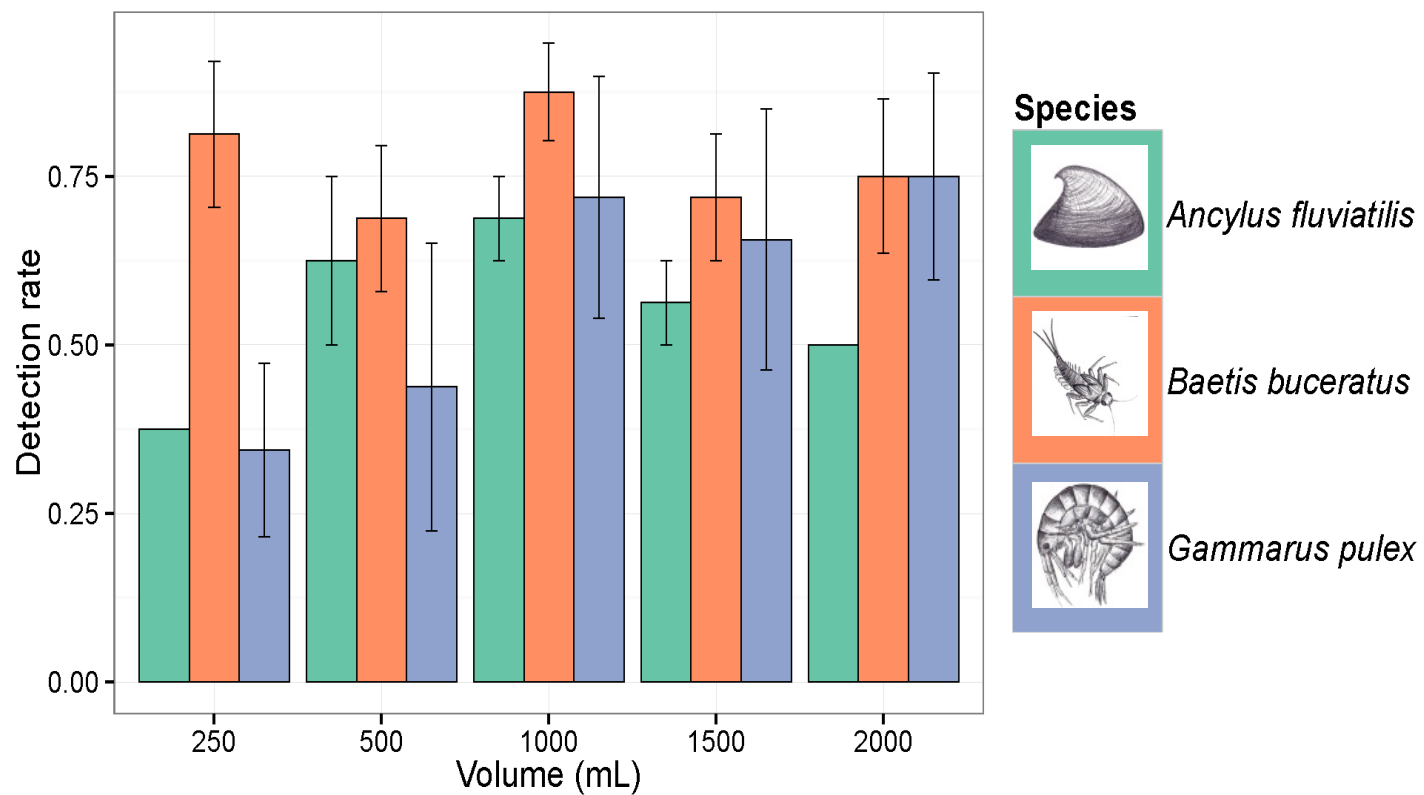 Detection rate
0.75
0.50
0.25
0.00
250
500
1000
1500
2000
Volume (mL)
Species
Ancylus fluviatilis
Baetis buceratus
Gammarus pulex